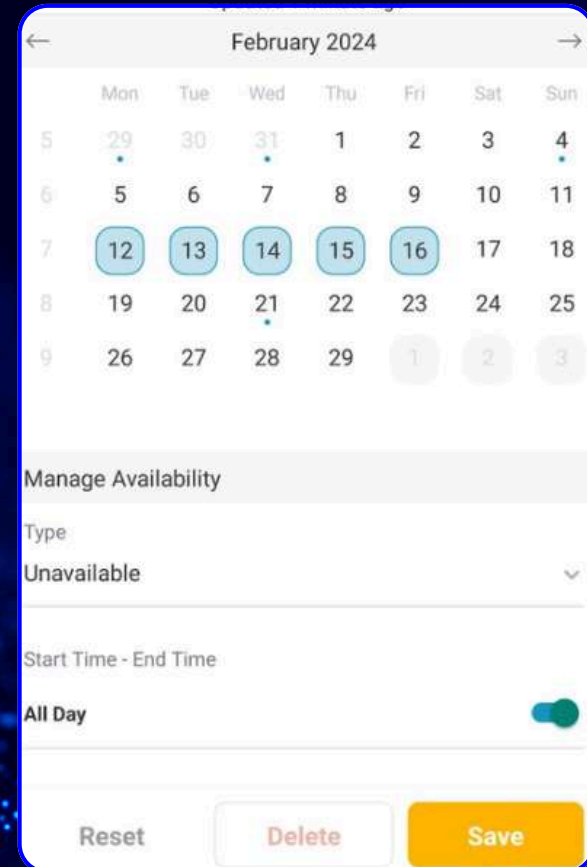 February 2024
Mon Tue Wed Thu Fri Sat Sun
5 29 30 31 1 2 3 4
6 5 6 7 8 9 10 11
7 12 13 14 15 16 17 18
8 19 20 21 22 23 24 25
9 26 27 28 29 1 2 3
Manage Availability
Type
Unavailable
Start Time - End Time
All Day
Reset Delete Save